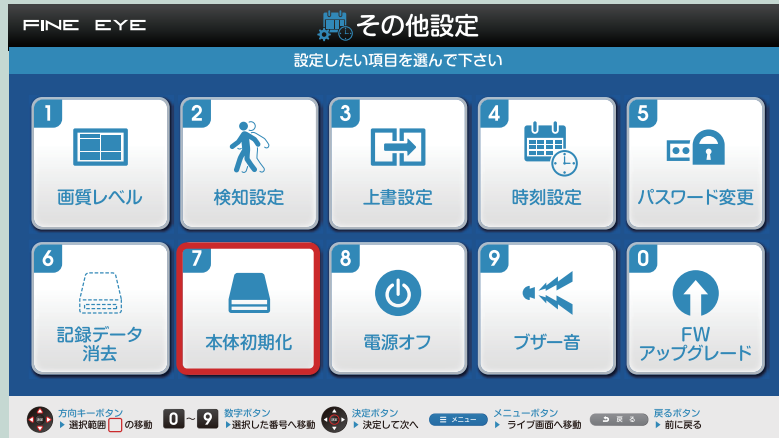 FINE EYE
その他設定
設定したい項目を選んで下さい
1
画質レベル
2
検知設定
3
上書設定
4
時刻設定
5
パスワード変更
6
記録データ
消去
7
本体初期化
8
電源オフ
9
ブザー音
0
FW
アップグレード
方向キーボタン
▶ 選択範囲 の移動
0 ~ 9
数字ボタン
▶選択した番号へ移動
決定ボタン
▶ 決定して次へ
メニュー
メニューボタン
▶ ライブ画面へ移動
戻る
戻るボタン
▶ 前に戻る